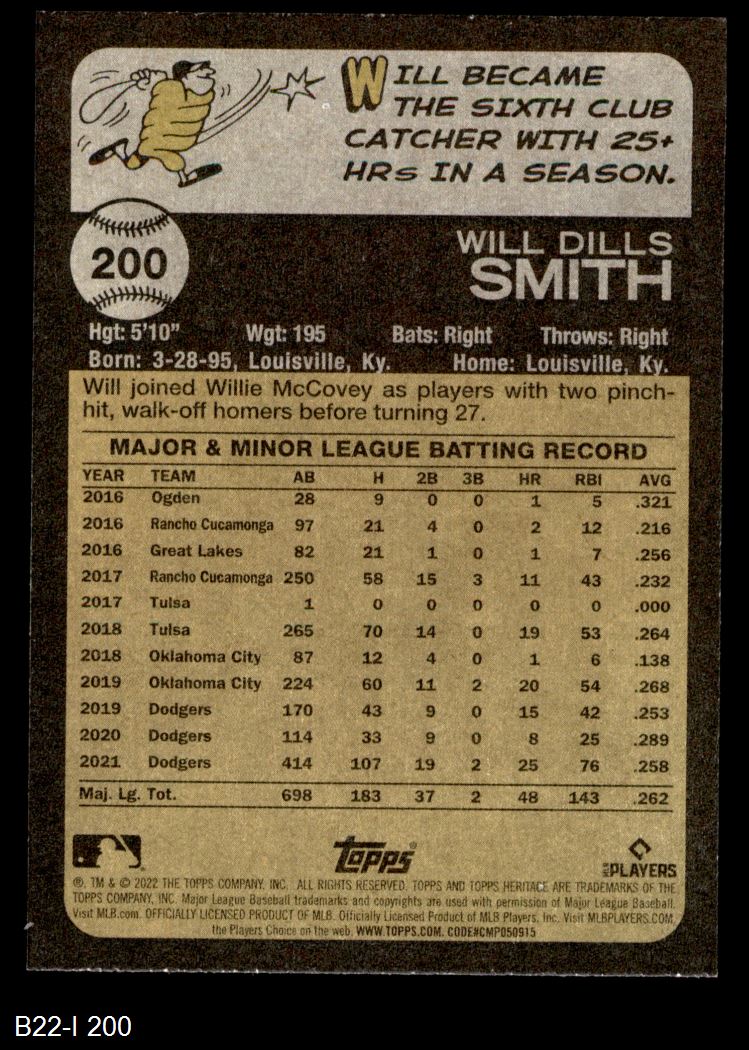 WILL BECAME
THE SIXTH CLUB
CATCHER WITH 25+
HRs IN A SEASON.
200
WILL DILLS
SMITH
Hgt: 5'10" Wgt: 195 Bats: Right Throws: Right
Born: 3-28-95, Louisville, Ky. Home: Louisville, Ky.
Will joined Willie McCovey as players with two pinch-
hit, walk-off homers before turning 27.
MAJOR & MINOR LEAGUE BATTING RECORD
YEAR TEAM AB H 2B 3B HR RBI AVG
2016 Ogden 28 9 0 0 1 5 .321
2016 Rancho Cucamonga 97 21 4 0 2 12 .216
2016 Great Lakes 82 21 1 0 1 7 .256
2017 Rancho Cucamonga 250 58 15 3 11 43 .232
2017 Tulsa 1 0 0 0 0 0 .000
2018 Tulsa 265 70 14 0 19 53 .264
2018 Oklahoma City 87 12 4 0 1 6 .138
2019 Oklahoma City 224 60 11 2 20 54 .268
2019 Dodgers 170 43 9 0 15 42 .253
2020 Dodgers 114 33 9 0 8 25 .289
2021 Dodgers 414 107 19 2 25 76 .258
Maj. Lg. Tot. 698 183 37 2 48 143 .262
Topps
MLB PLAYERS
®, TM & © 2022 THE TOPPS COMPANY, INC. ALL RIGHTS RESERVED. TOPPS AND TOPPS HERITAGE ARE TRADEMARKS OF THE
TOPPS COMPANY, INC. Major League Baseball trademarks and copyrights are used with permission of Major League Baseball.
Visit MLB.com. OFFICIALLY LICENSED PRODUCT OF MLB. Officially Licensed Product of MLB Players, Inc. Visit MLBPLAYERS.COM,
the Players Choice on the web. WWW.TOPPS.COM. CODE#CMP050915
B22-I 200